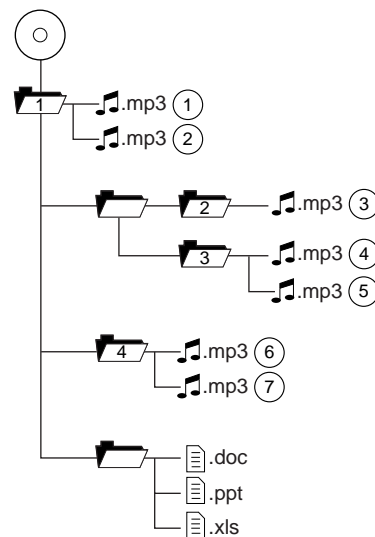 1 .mp3 1
.mp3 2
2 .mp3 3
3 .mp3 4
.mp3 5
4 .mp3 6
.mp3 7
.doc
.ppt
.xls